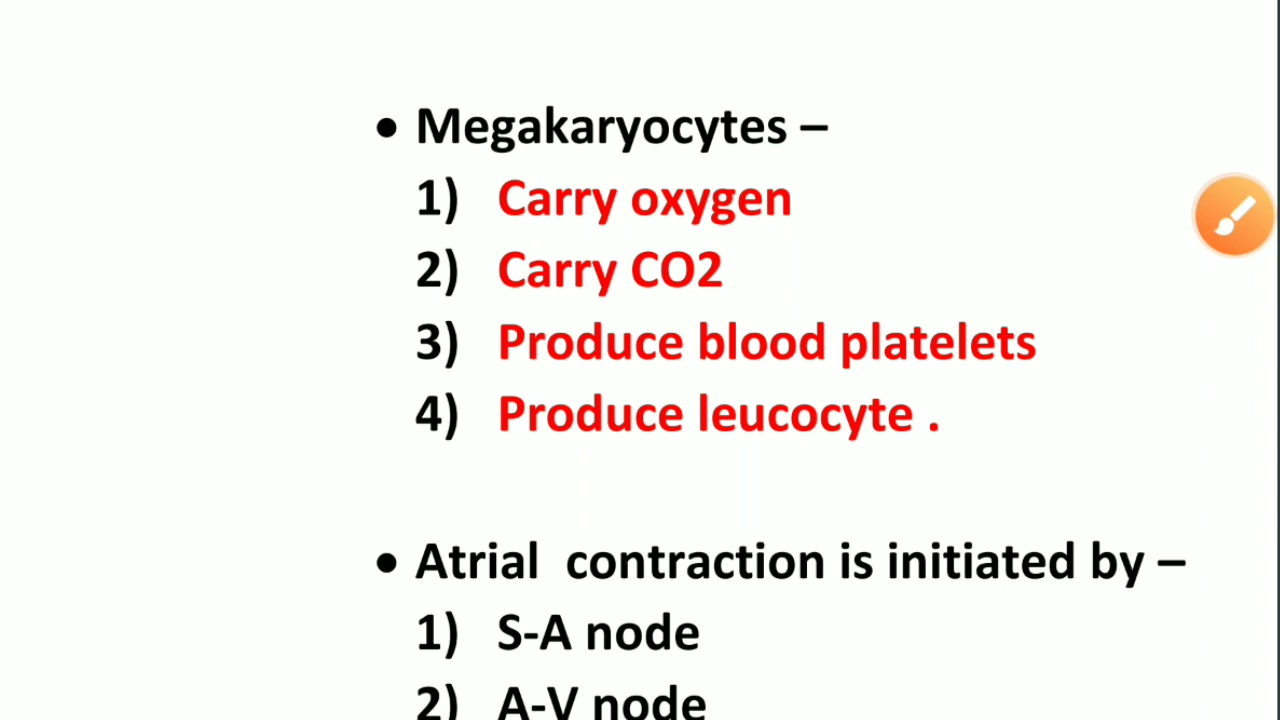 • Megakaryocytes –
1) Carry oxygen
2) Carry CO2
3) Produce blood platelets
4) Produce leucocyte .
• Atrial contraction is initiated by –
1) S-A node
2) A-V node